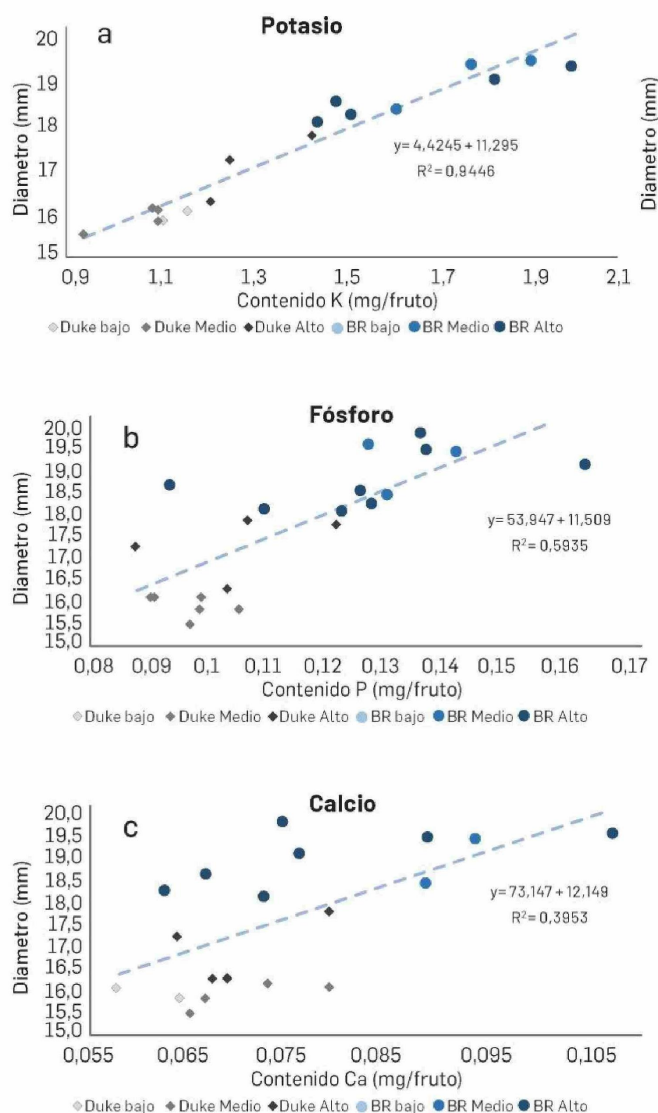 a
Potasio
Diametro (mm)
20
19
18
17
16
15
y= 4,4245 + 11,295
R² = 0,9446
0,9 1,1 1,3 1,5 1,7 1,9 2,1
Contenido K (mg/fruto)
Duke bajo Duke Medio Duke Alto BR bajo BR Medio BR Alto
Diametro (mm)
b
Fósforo
Diametro (mm)
20,0
19,5
19,0
18,5
18,0
17,5
17,0
16,5
16,0
15,5
15,0
y= 53,947 + 11,509
R² = 0,5935
0,08 0,09 0,1 0,11 0,12 0,13 0,14 0,15 0,16 0,17
Contenido P (mg/fruto)
Duke bajo Duke Medio Duke Alto BR bajo BR Medio BR Alto
c
Calcio
Diametro (mm)
20,0
19,5
19,0
18,5
18,0
17,5
17,0
16,5
16,0
15,5
15,0
y= 73,147 + 12,149
R² = 0,3953
0,055 0,065 0,075 0,085 0,095 0,105
Contenido Ca (mg/fruto)
Duke bajo Duke Medio Duke Alto BR bajo BR Medio BR Alto